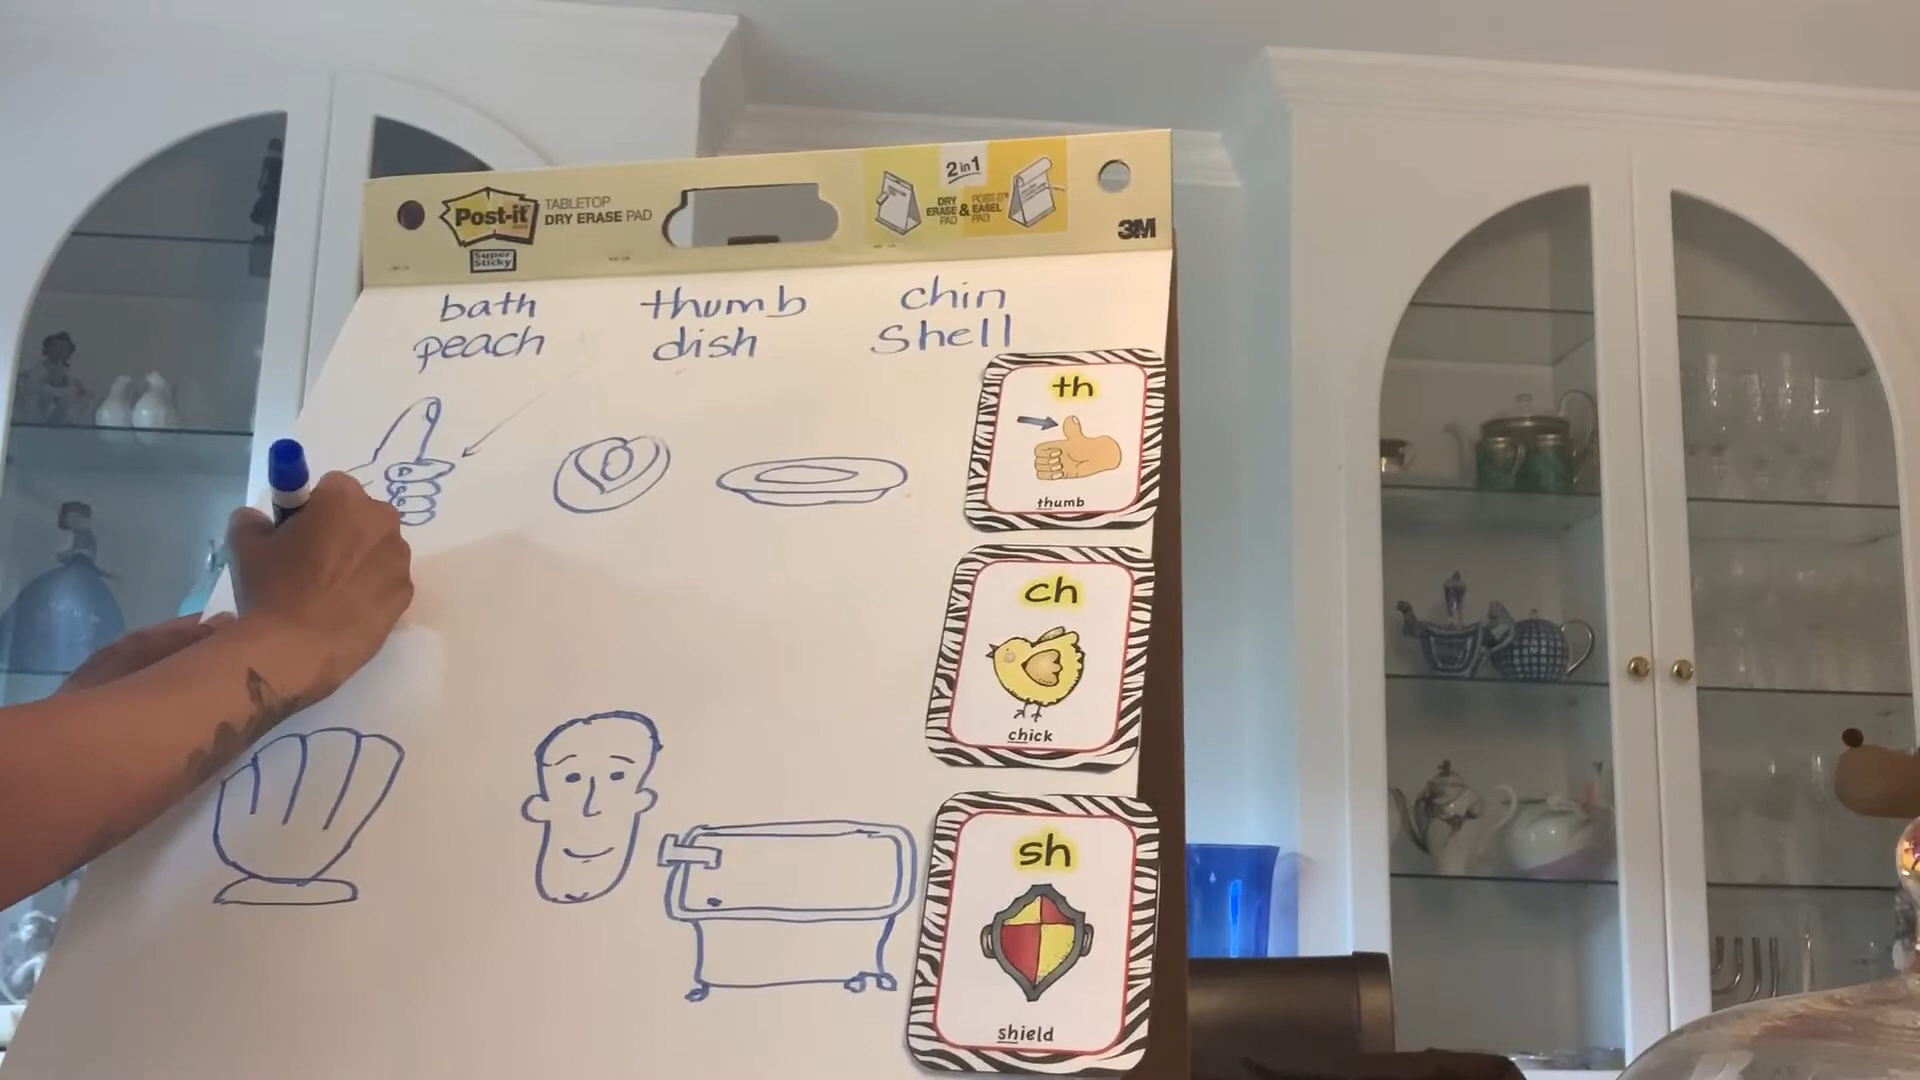 Post-it
Super Sticky
TABLETOP
DRY ERASE PAD
2 in 1
DRY ERASE PAD
&
POST-IT EASEL PAD
3M
bath thumb chin
peach dish shell
th
thumb
ch
chick
sh
shield